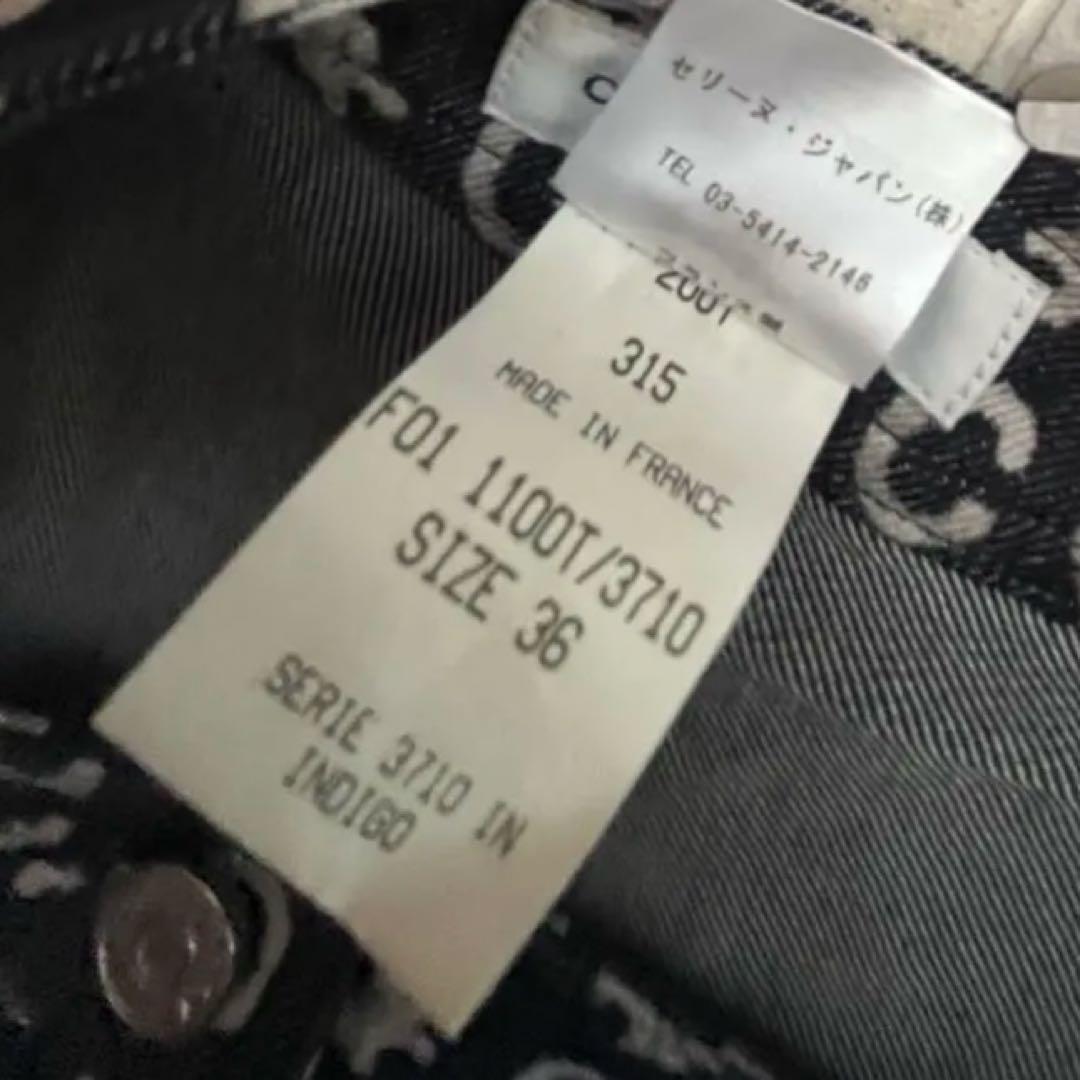 セリーヌ・ジャパン(株)
TEL 03-5414-2146
2001
315
MADE IN FRANCE
F01 1100T/3710
SIZE 36
SERIE 3710 IN
INDIGO